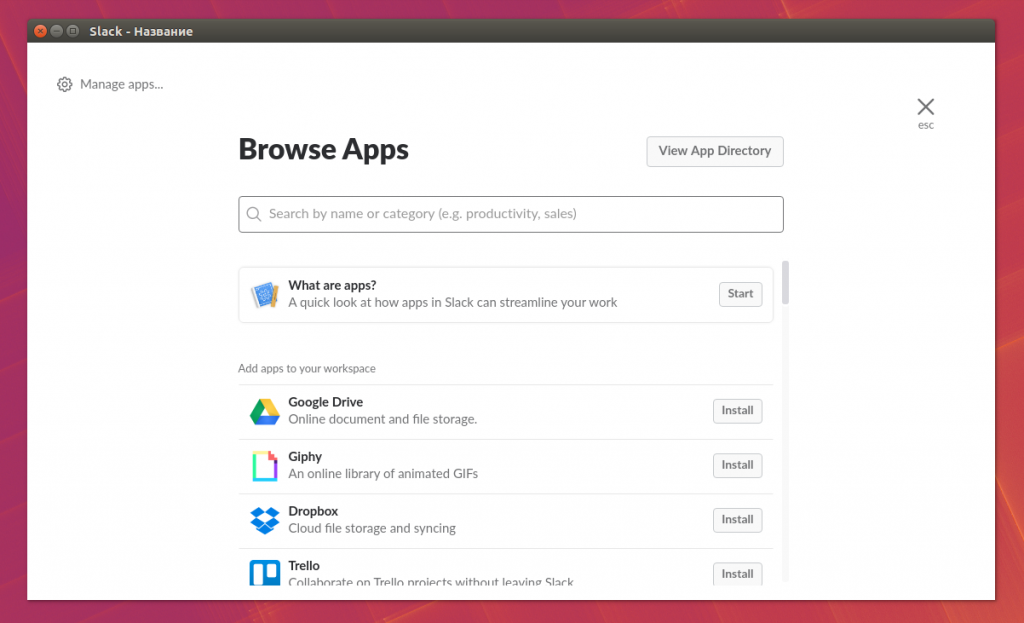 Slack - Название
Manage apps...
esc
Browse Apps
View App Directory
Search by name or category (e.g. productivity, sales)
What are apps?
A quick look at how apps in Slack can streamline your work
Start
Add apps to your workspace
Google Drive
Online document and file storage.
Install
Giphy
An online library of animated GIFs
Install
Dropbox
Cloud file storage and syncing
Install
Trello
Collaborate on Trello projects without leaving Slack
Install